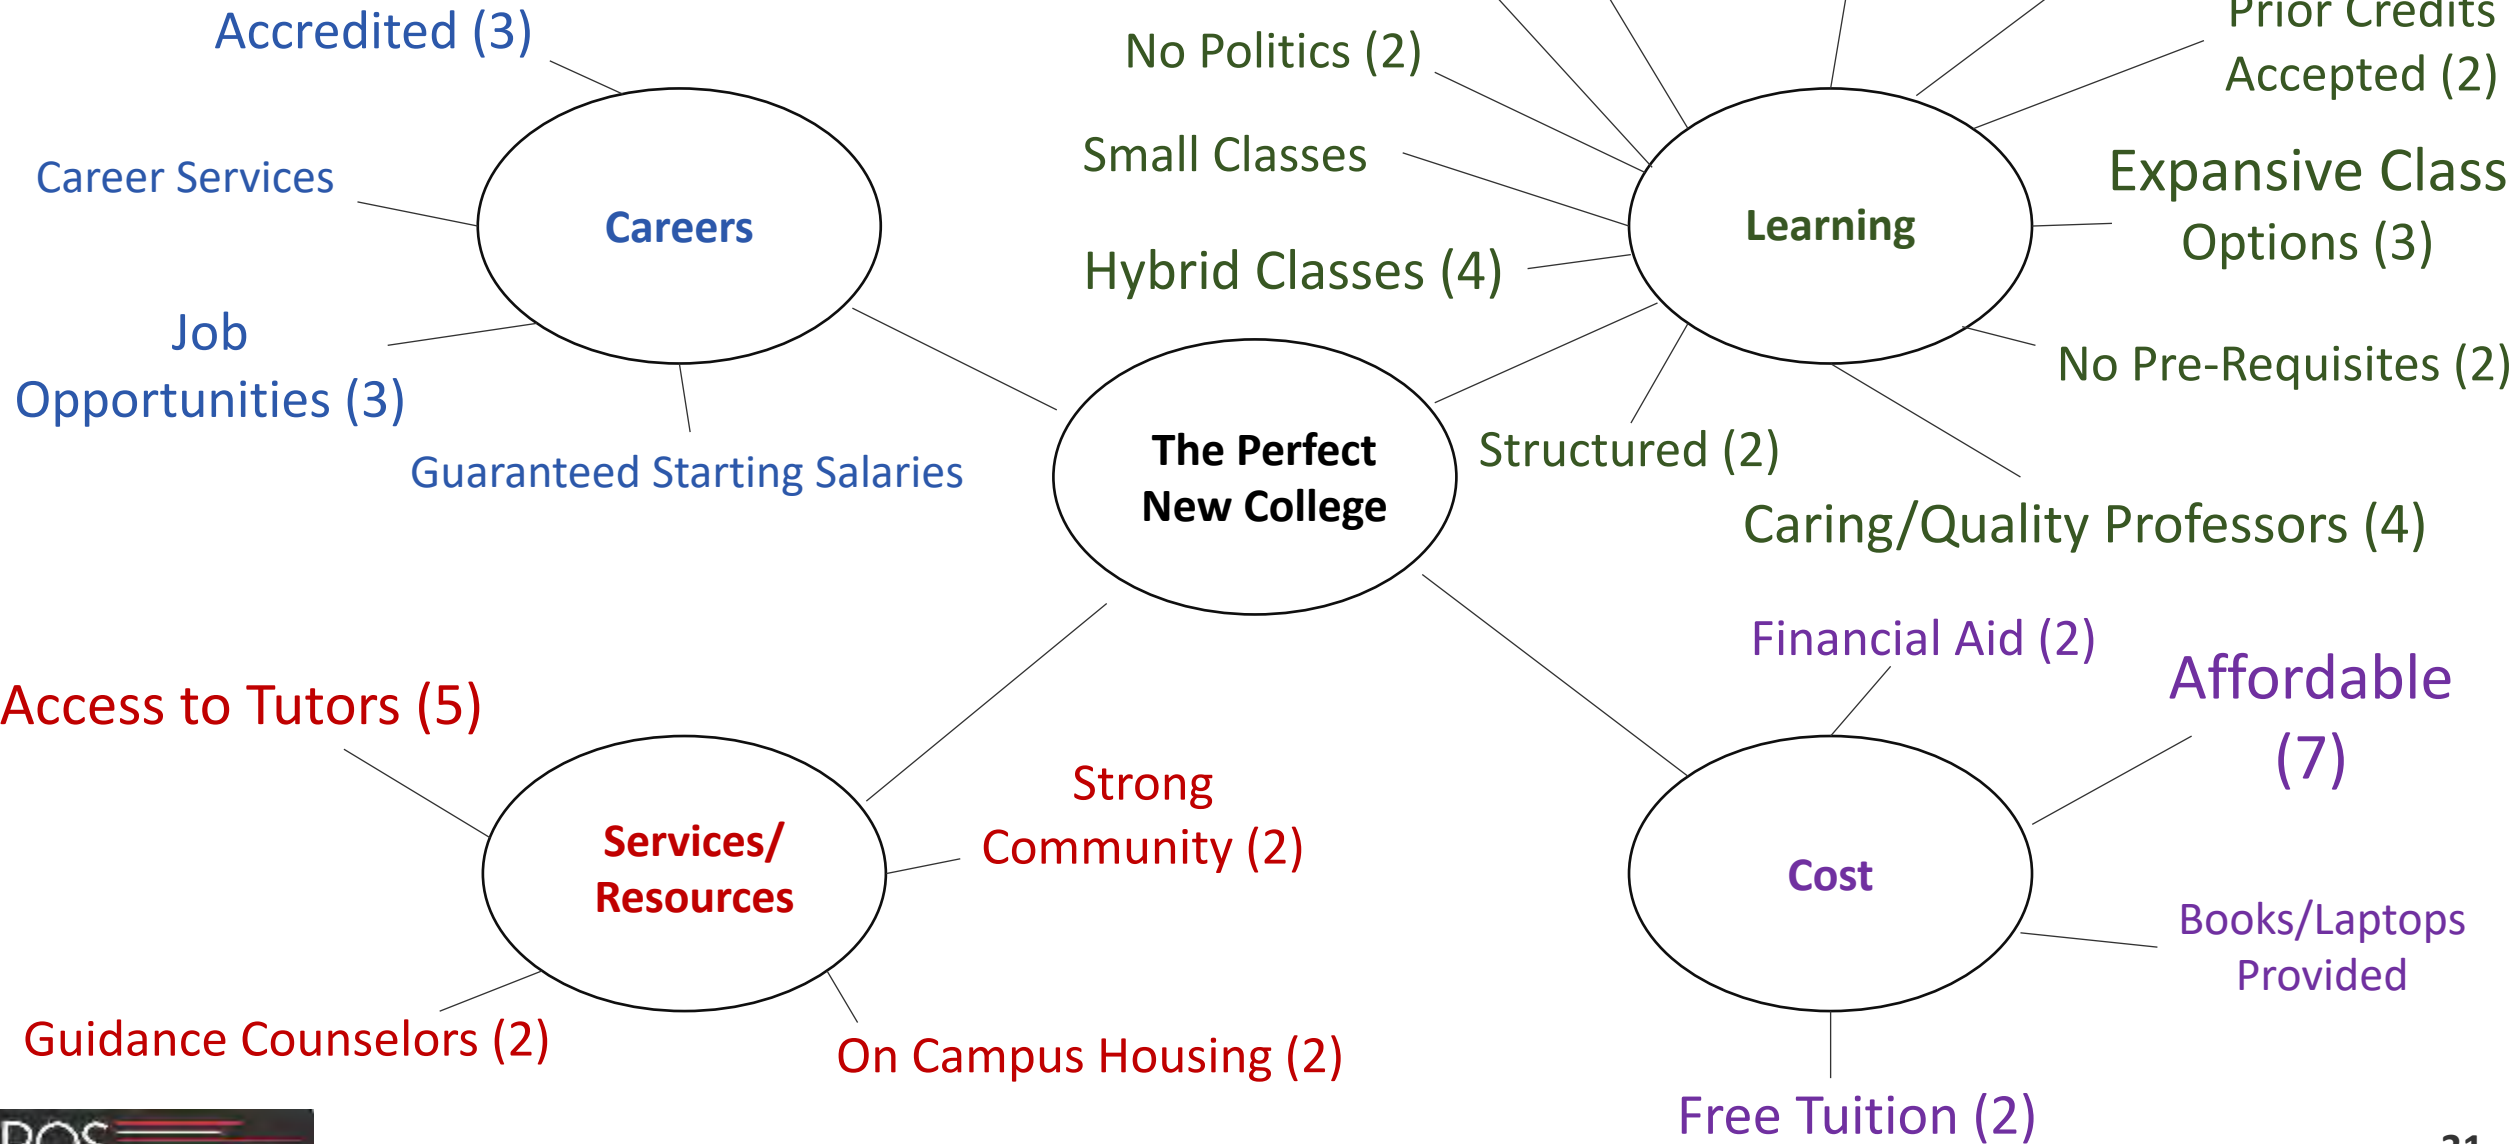 Accredited (3)
Career Services
Careers
Job
Opportunities (3)
Guaranteed Starting Salaries
No Politics (2)
Small Classes
Hybrid Classes (4)
Learning
Prior Credits
Accepted (2)
Expansive Class
Options (3)
No Pre-Requisites (2)
Structured (2)
Caring/Quality Professors (4)
The Perfect
New College
Access to Tutors (5)
Services/
Resources
Strong
Community (2)
Guidance Counselors (2)
On Campus Housing (2)
Financial Aid (2)
Affordable
(7)
Cost
Books/Laptops
Provided
Free Tuition (2)